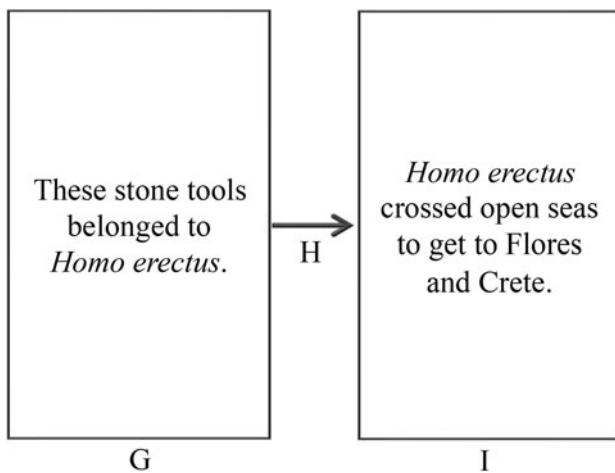 These stone tools
belonged to
Homo erectus.
H
Homo erectus
crossed open seas
to get to Flores
and Crete.
G
I